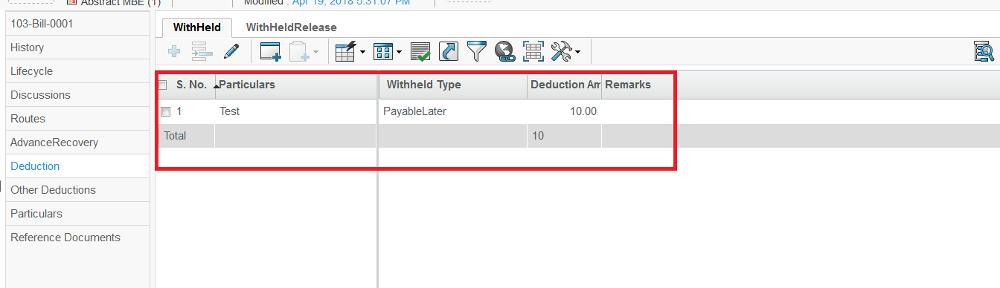 Abstract MBE (1)
Modified : Apr 19, 2018 5:31:07 PM
103-Bill-0001
History
Lifecycle
Discussions
Routes
AdvanceRecovery
Deduction
Other Deductions
Particulars
Reference Documents
WithHeld WithHeldRelease
S. No. Particulars Withheld Type Deduction Am Remarks
1 Test PayableLater 10.00
Total 10